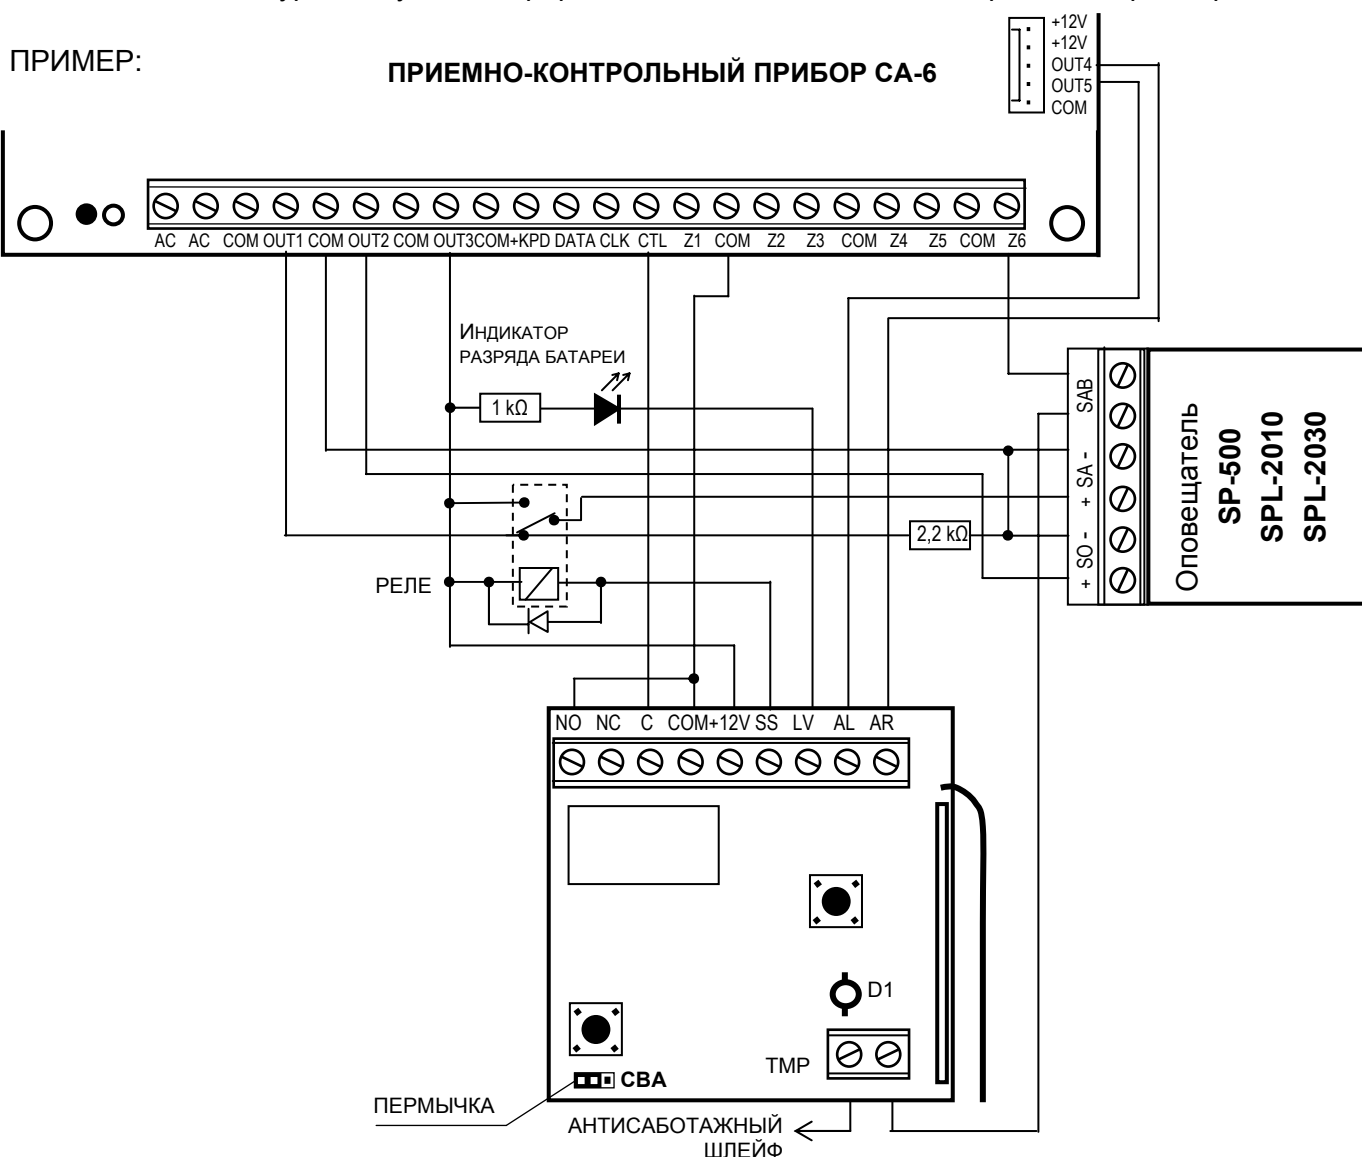 +12V
+12V
OUT4
OUT5
COM
ПРИМЕР:
ПРИЕМНО-КОНТРОЛЬНЫЙ ПРИБОР CA-6
AC AC COM OUT1 COM OUT2 COM OUT3 COM +KPD DATA CLK CTL Z1 COM Z2 Z3 COM Z4 Z5 COM Z6
ИНДИКАТОР
РАЗРЯДА БАТАРЕИ
1 kΩ
SAB
- SA +
- SO +
Оповещатель
SP-500
SPL-2010
SPL-2030
2,2 kΩ
РЕЛЕ
NO NC C COM +12V SS LV AL AR
D1
TMP
CBA
ПЕРМЫЧКА
АНТИСАБОТАЖНЫЙ
ШЛЕЙФ